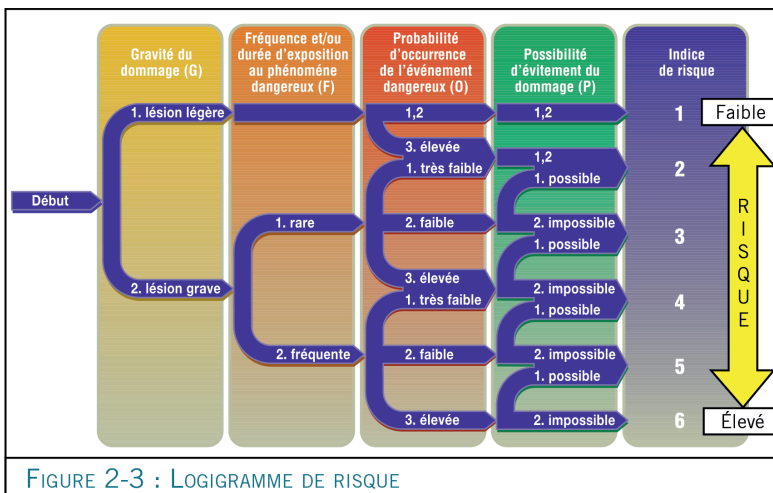 Gravité du
dommage (G)
Fréquence et/ou
durée d'exposition
au phénoméne
dangereux (F)
Probabilité
d'occurrence
de l'événement
dangereux (O)
Possibilité
d'évitement du
dommage (P)
Indice
de risque
Début
1. lésion légère
2. lésion grave
1. rare
2. fréquente
1,2
3. élevée
1. très faible
2. faible
3. élevée
1. très faible
2. faible
3. élevée
1,2
1,2
1. possible
2. impossible
1. possible
2. impossible
1. possible
2. impossible
1. possible
2. impossible
1
2
3
4
5
6
Faible
RISQUE
Élevé
FIGURE 2-3 : LOGIGRAMME DE RISQUE